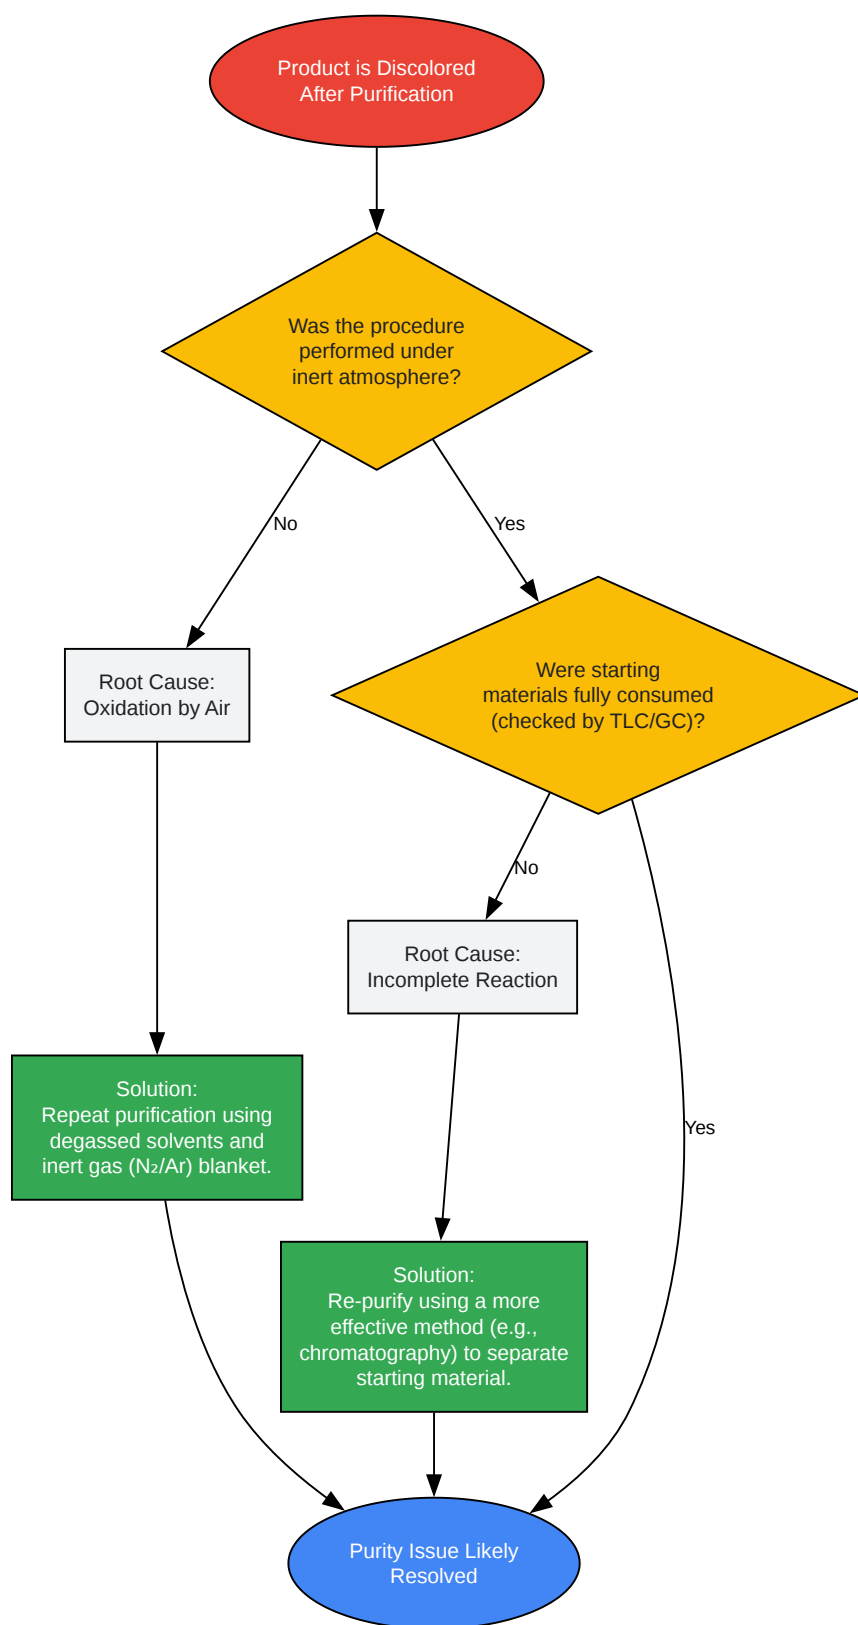 Product is Discolored
After Purification
Was the procedure
performed under
inert atmosphere?
No
Yes
Were starting
materials fully consumed
(checked by TLC/GC)?
Root Cause:
Oxidation by Air
No
Root Cause:
Incomplete Reaction
Solution:
Repeat purification using
degassed solvents and
inert gas (N₂/Ar) blanket.
Yes
Solution:
Re-purify using a more
effective method (e.g.,
chromatography) to separate
starting material.
Purity Issue Likely
Resolved